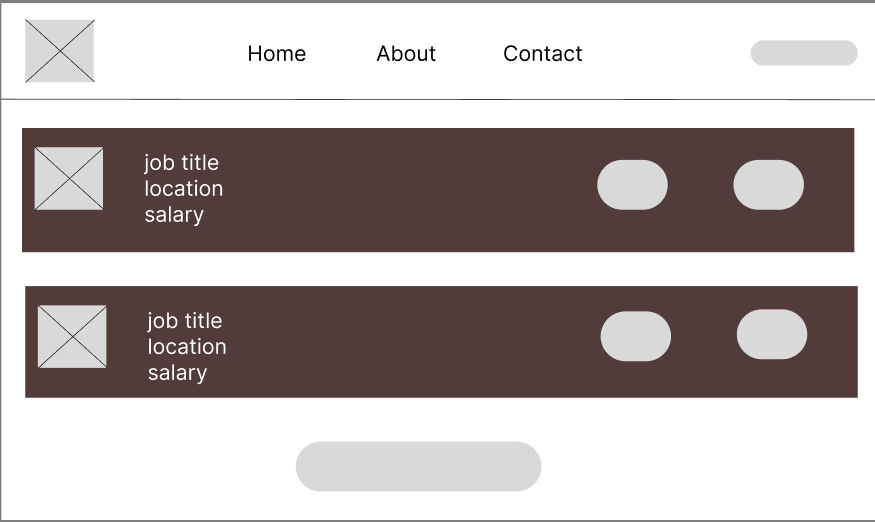 Home About Contact
job title
location
salary
job title
location
salary